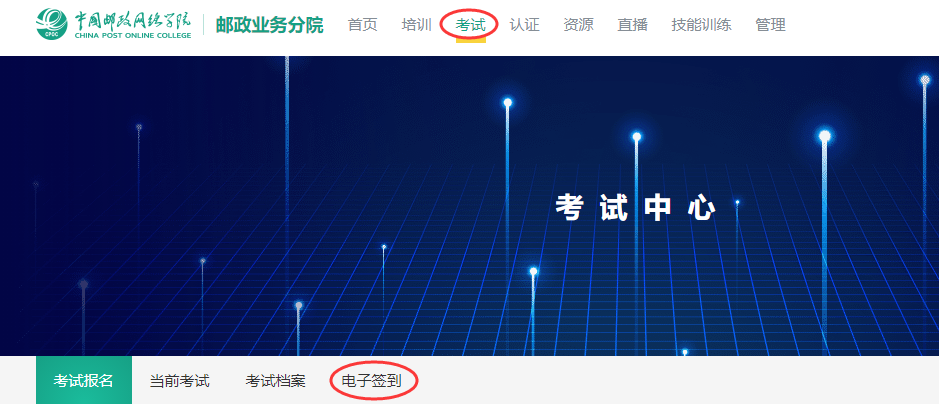 中国邮政网络学院 邮政业务分院 首页 培训 考试 认证 资源 直播 技能训练 管理
CPOC CHINA POST ONLINE COLLEGE
考试中心
考试报名 当前考试 考试档案 电子签到